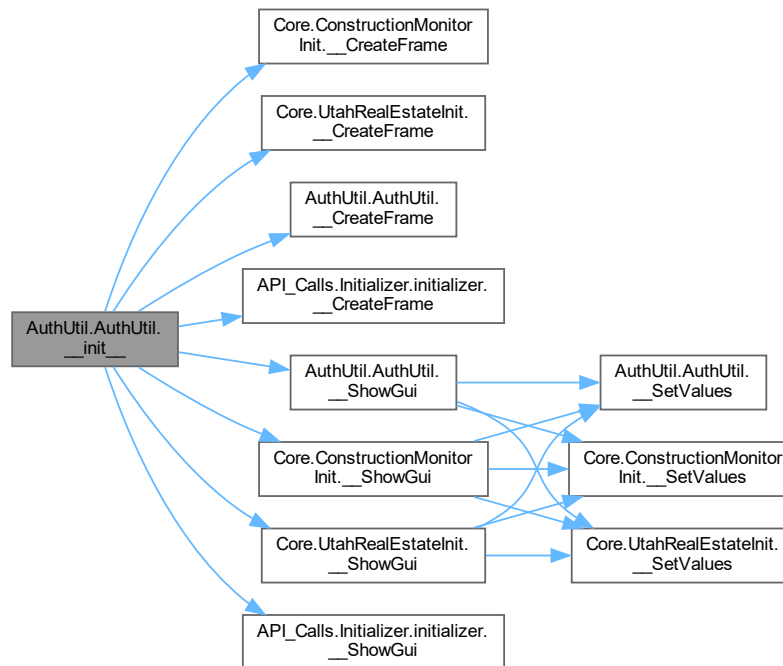 Core.ConstructionMonitor
Init.__CreateFrame
Core.UtahRealEstateInit.
__CreateFrame
AuthUtil.AuthUtil.
__CreateFrame
API_Calls.Initializer.initializer.
__CreateFrame
AuthUtil.AuthUtil.
__init__
AuthUtil.AuthUtil.
__ShowGui
Core.ConstructionMonitor
Init.__ShowGui
Core.UtahRealEstateInit.
__ShowGui
API_Calls.Initializer.initializer.
__ShowGui
AuthUtil.AuthUtil.
__SetValues
Core.ConstructionMonitor
Init.__SetValues
Core.UtahRealEstateInit.
__SetValues